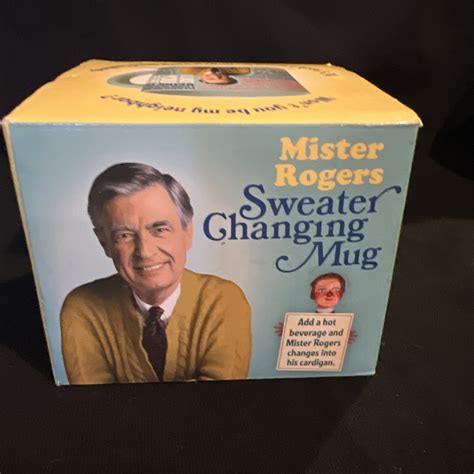 Won't you be my neighbor?
Mister
Rogers
Sweater
Changing
Mug
Add a hot
beverage and
Mister Rogers
changes into
his cardigan.